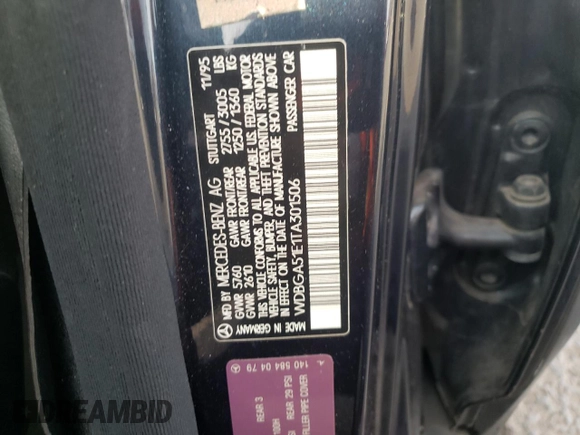 MFD. BY MERCEDES-BENZ AG STUTTGART 11/95
GVWR 5760 GAWR FRONT/REAR 2755 / 3005 LBS
GVWR 2610 GAWR FRONT/REAR 1250 / 1360 KG
THIS VEHICLE CONFORMS TO ALL APPLICABLE U.S. FEDERAL MOTOR
VEHICLE SAFETY, BUMPER AND THEFT PREVENTION STANDARDS
IN EFFECT ON THE DATE OF MANUFACTURE SHOWN ABOVE
WDBGA51E1TA301506 PASSENGER CAR
MADE IN GERMANY
140 584 04 79
REAR 3
REAR 29 PSI
FILLER PIPE COVER
DREAMBID